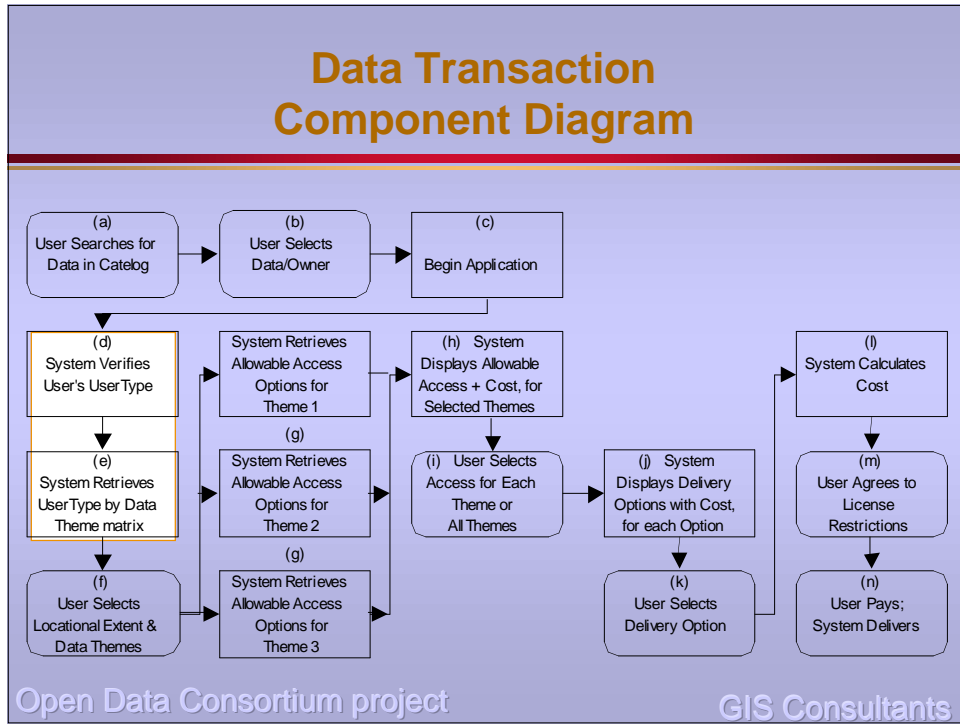 Data Transaction
Component Diagram
(a)
User Searches for
Data in Catelog
(b)
User Selects
Data/Owner
(c)
Begin Application
(d)
System Verifies
User's UserType
(e)
System Retrieves
UserType by Data
Theme matrix
(f)
User Selects
Locational Extent &
Data Themes
System Retrieves
Allowable Access
Options for
Theme 1
(g)
System Retrieves
Allowable Access
Options for
Theme 2
(g)
System Retrieves
Allowable Access
Options for
Theme 3
(h) System
Displays Allowable
Access + Cost, for
Selected Themes
(i) User Selects
Access for Each
Theme or
All Themes
(j) System
Displays Delivery
Options with Cost,
for each Option
(k)
User Selects
Delivery Option
(l)
System Calculates
Cost
(m)
User Agrees to
License
Restrictions
(n)
User Pays;
System Delivers
Open Data Consortium project
GIS Consultants